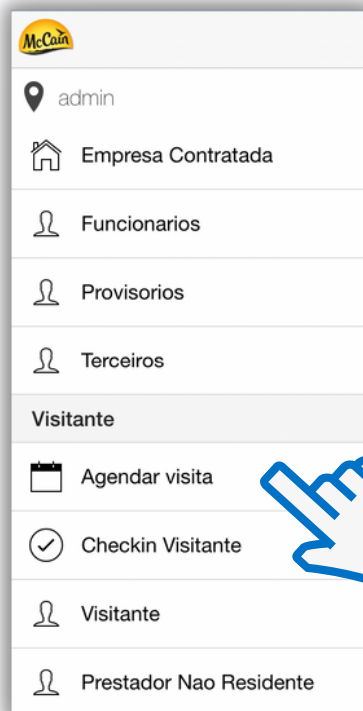 McCain
admin
Empresa Contratada
Funcionarios
Provisorios
Terceiros
Visitante
Agendar visita
Checkin Visitante
Visitante
Prestador Nao Residente